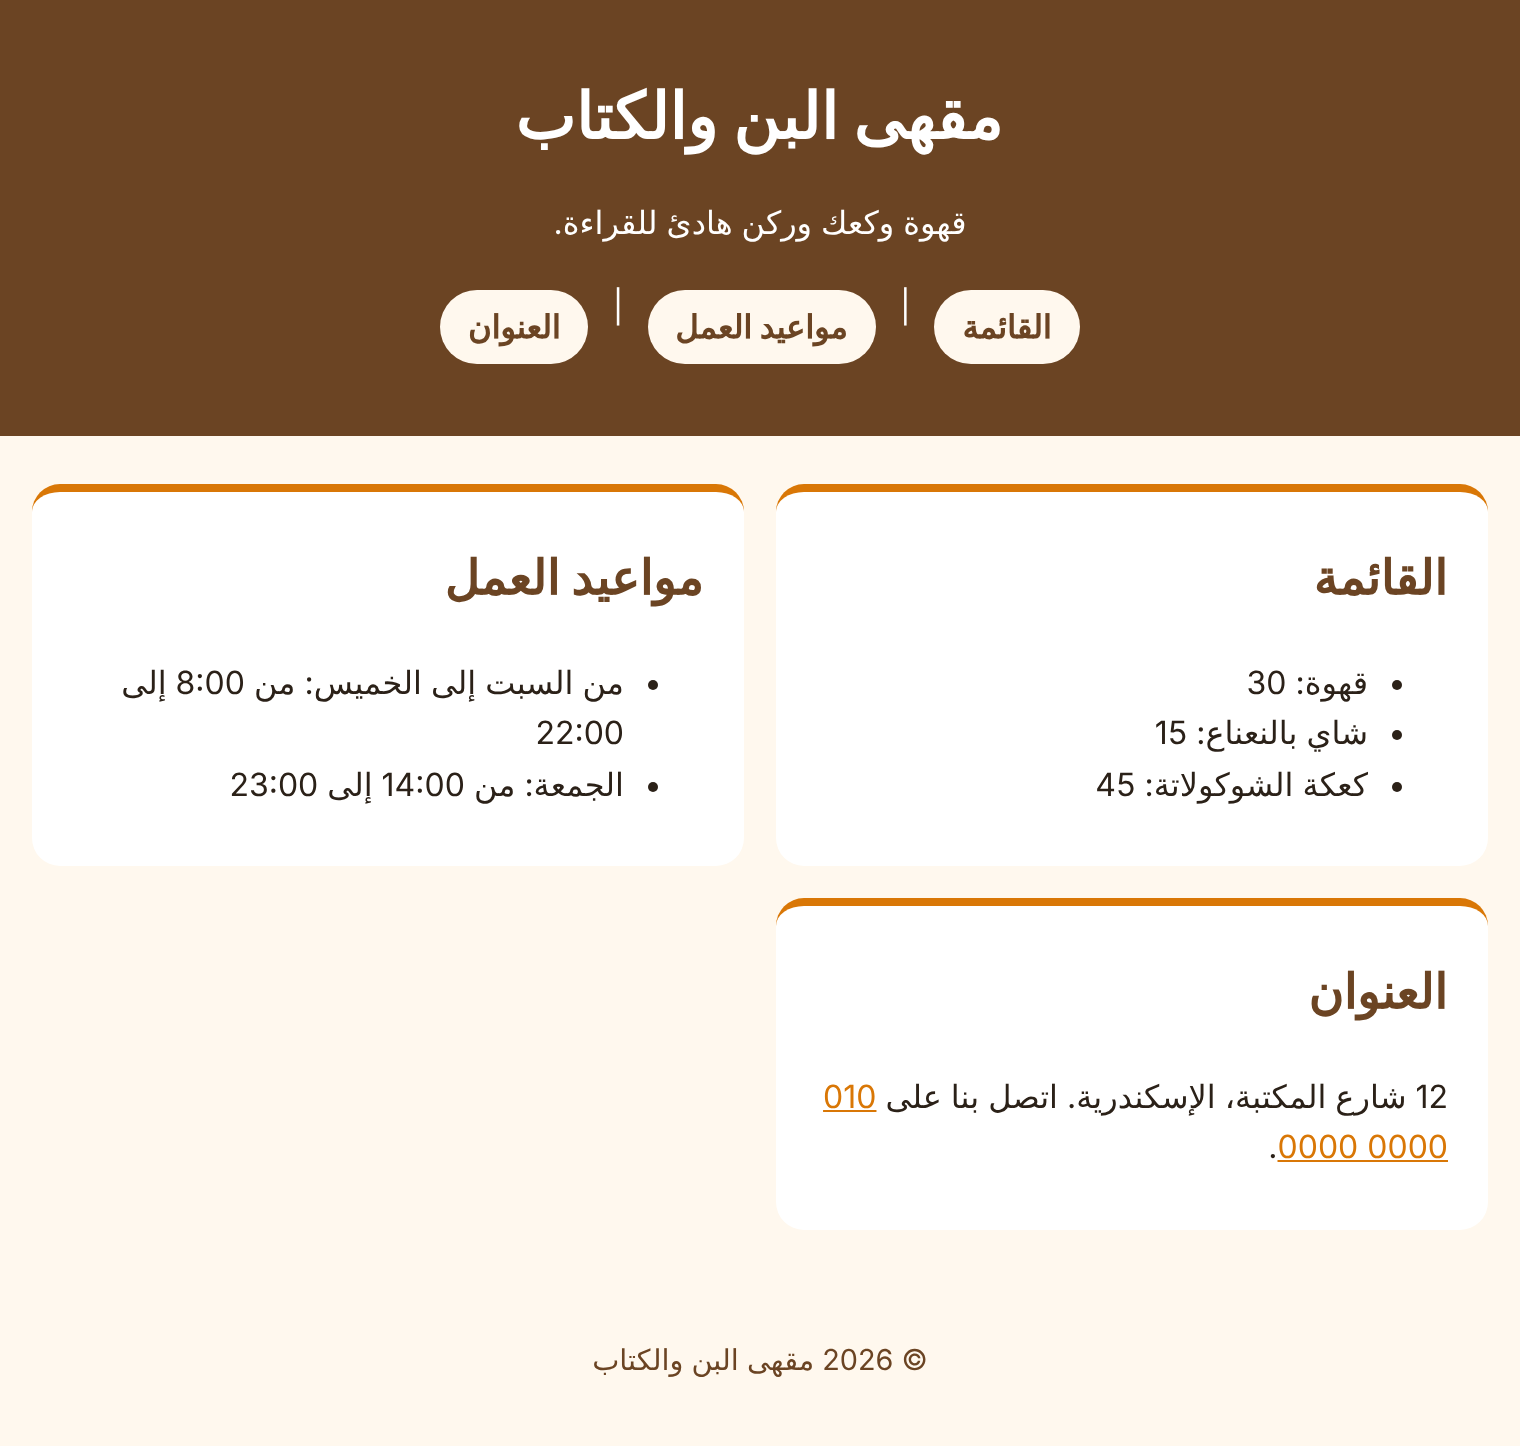 مقهى البن والكتاب
قهوة وكعك وركن هادئ للقراءة.
القائمة | مواعيد العمل | العنوان
القائمة
• قهوة: 30
• شاي بالنعناع: 15
• كعكة الشوكولاتة: 45
مواعيد العمل
• من السبت إلى الخميس: من 8:00 إلى
22:00
• الجمعة: من 14:00 إلى 23:00
العنوان
12 شارع المكتبة، الإسكندرية. اتصل بنا على 010
0000 0000.
© 2026 مقهى البن والكتاب